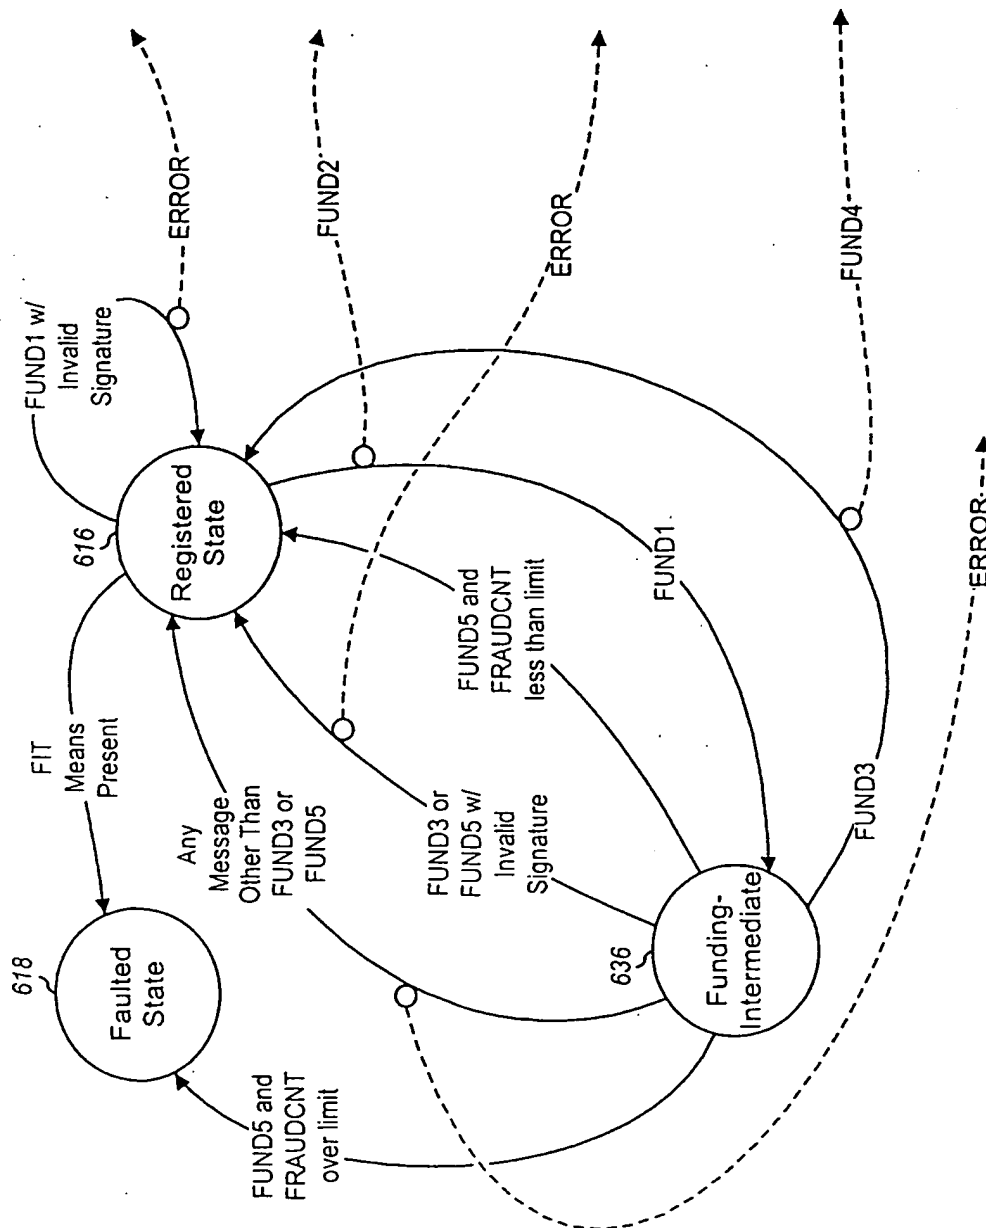 618
Faulted
State
FIT
Means
Present
616
Registered
State
FUND1 w/
Invalid
Signature
ERROR
FUND2
ERROR
FUND4
ERROR
FUND5 and
FRAUDCNT
over limit
Any
Message
Other Than
FUND3 or
FUND5
FUND3 or
FUND5 w/
Invalid
Signature
FUND5 and
FRAUDCNT
less than limit
FUND1
FUND3
636
Funding-
Intermediate